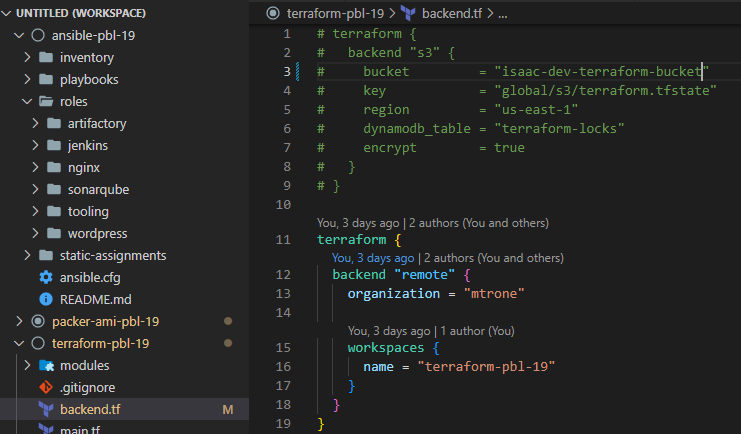 UNTITLED (WORKSPACE)
ansible-pbl-19
inventory
playbooks
roles
artifactory
jenkins
nginx
sonarqube
tooling
wordpress
static-assignments
ansible.cfg
README.md
packer-ami-pbl-19
terraform-pbl-19
modules
.gitignore
backend.tf M
main.tf
terraform-pbl-19 > backend.tf > ...
1 # terraform {
2 #   backend "s3" {
3 #     bucket         = "isaac-dev-terraform-bucket"
4 #     key            = "global/s3/terraform.tfstate"
5 #     region         = "us-east-1"
6 #     dynamodb_table = "terraform-locks"
7 #     encrypt        = true
8 #   }
9 # }
10
You, 3 days ago | 2 authors (You and others)
11 terraform {
You, 3 days ago | 2 authors (You and others)
12   backend "remote" {
13     organization = "mtrone"
14
You, 3 days ago | 1 author (You)
15     workspaces {
16       name = "terraform-pbl-19"
17     }
18   }
19 }